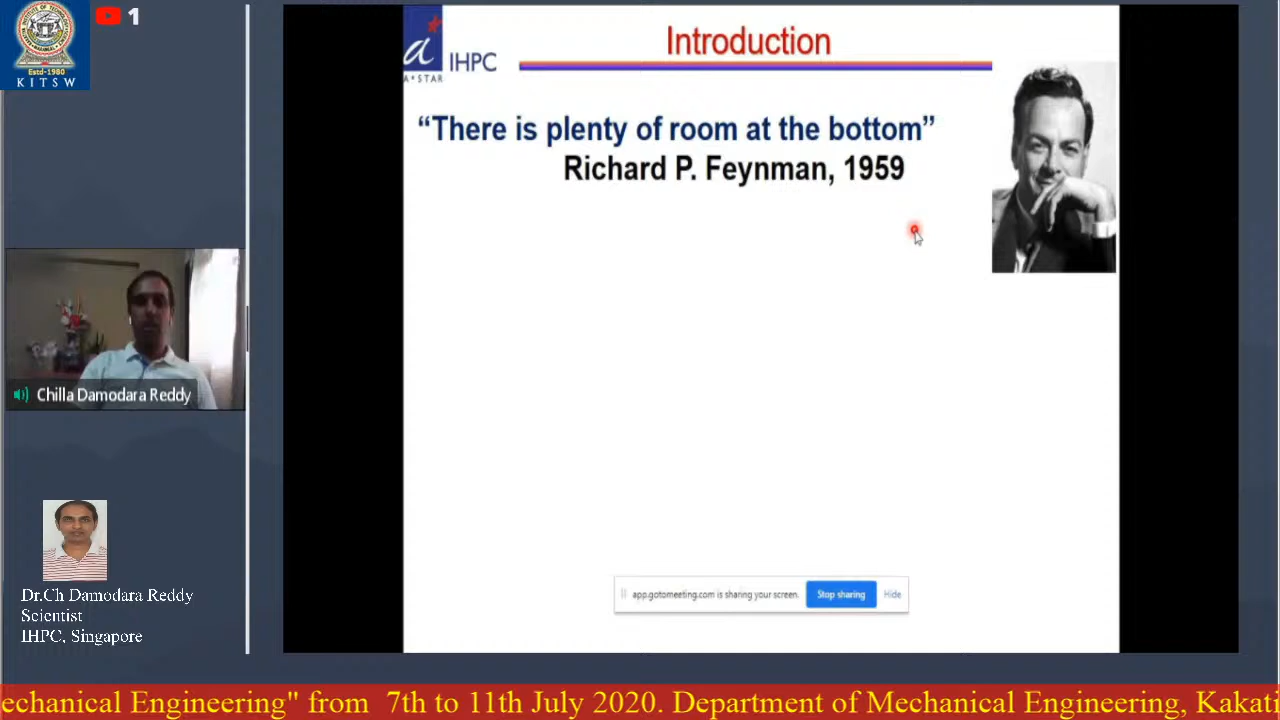 Estd-1980
KITSW
1
a
A*STAR
IHPC
Introduction
“There is plenty of room at the bottom”
Richard P. Feynman, 1959
Chilla Damodara Reddy
Dr.Ch Damodara Reddy
Scientist
IHPC, Singapore
app.gotomeeting.com is sharing your screen.
Stop sharing
Hide
echanical Engineering" from 7th to 11th July 2020. Department of Mechanical Engineering, Kakati